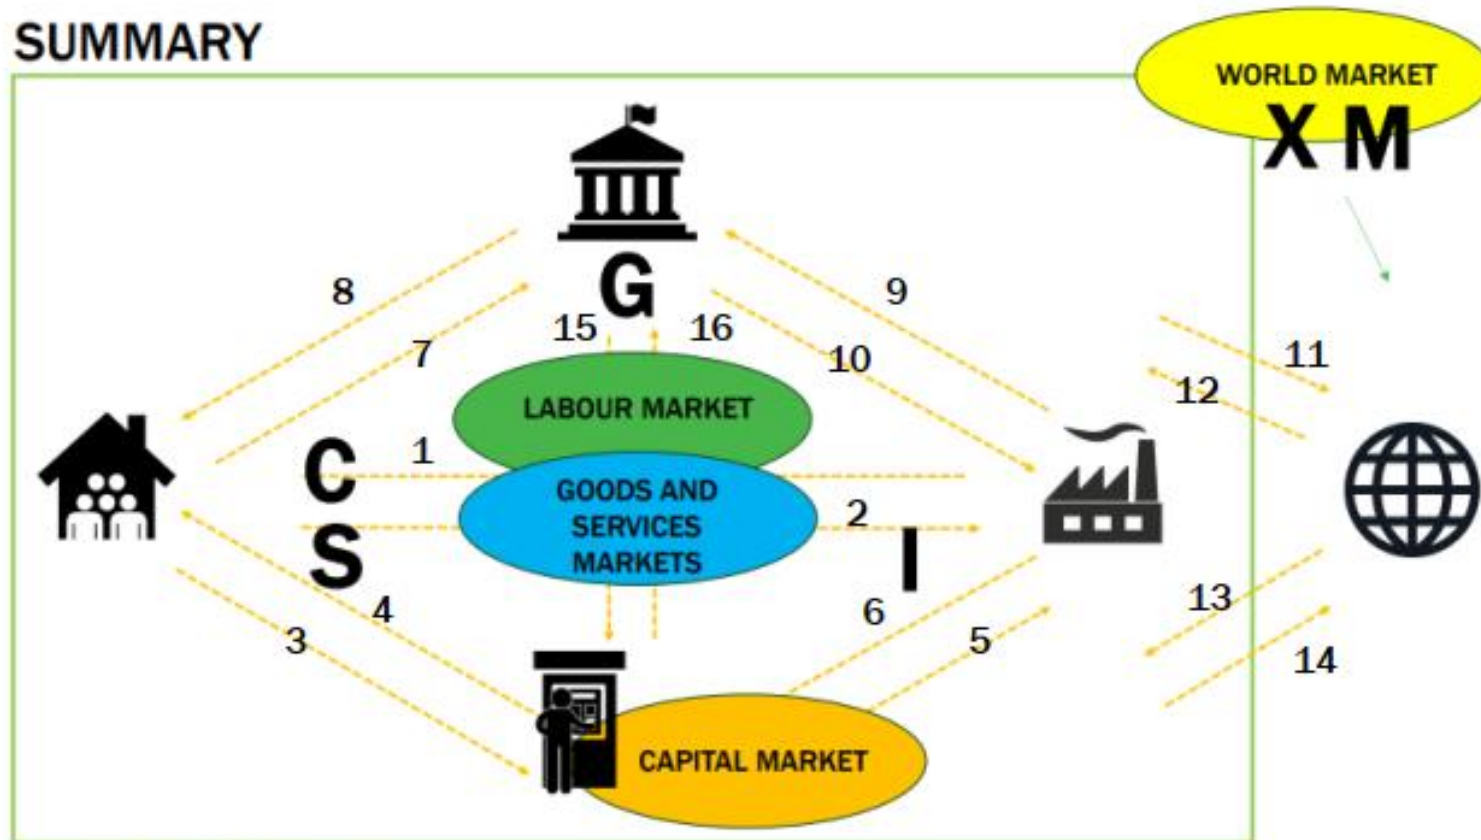 SUMMARY
WORLD MARKET
X M
G
8
9
15
16
7
10
11
12
LABOUR MARKET
C
1
GOODS AND
SERVICES
MARKETS
2
S
I
4
6
13
3
5
14
CAPITAL MARKET